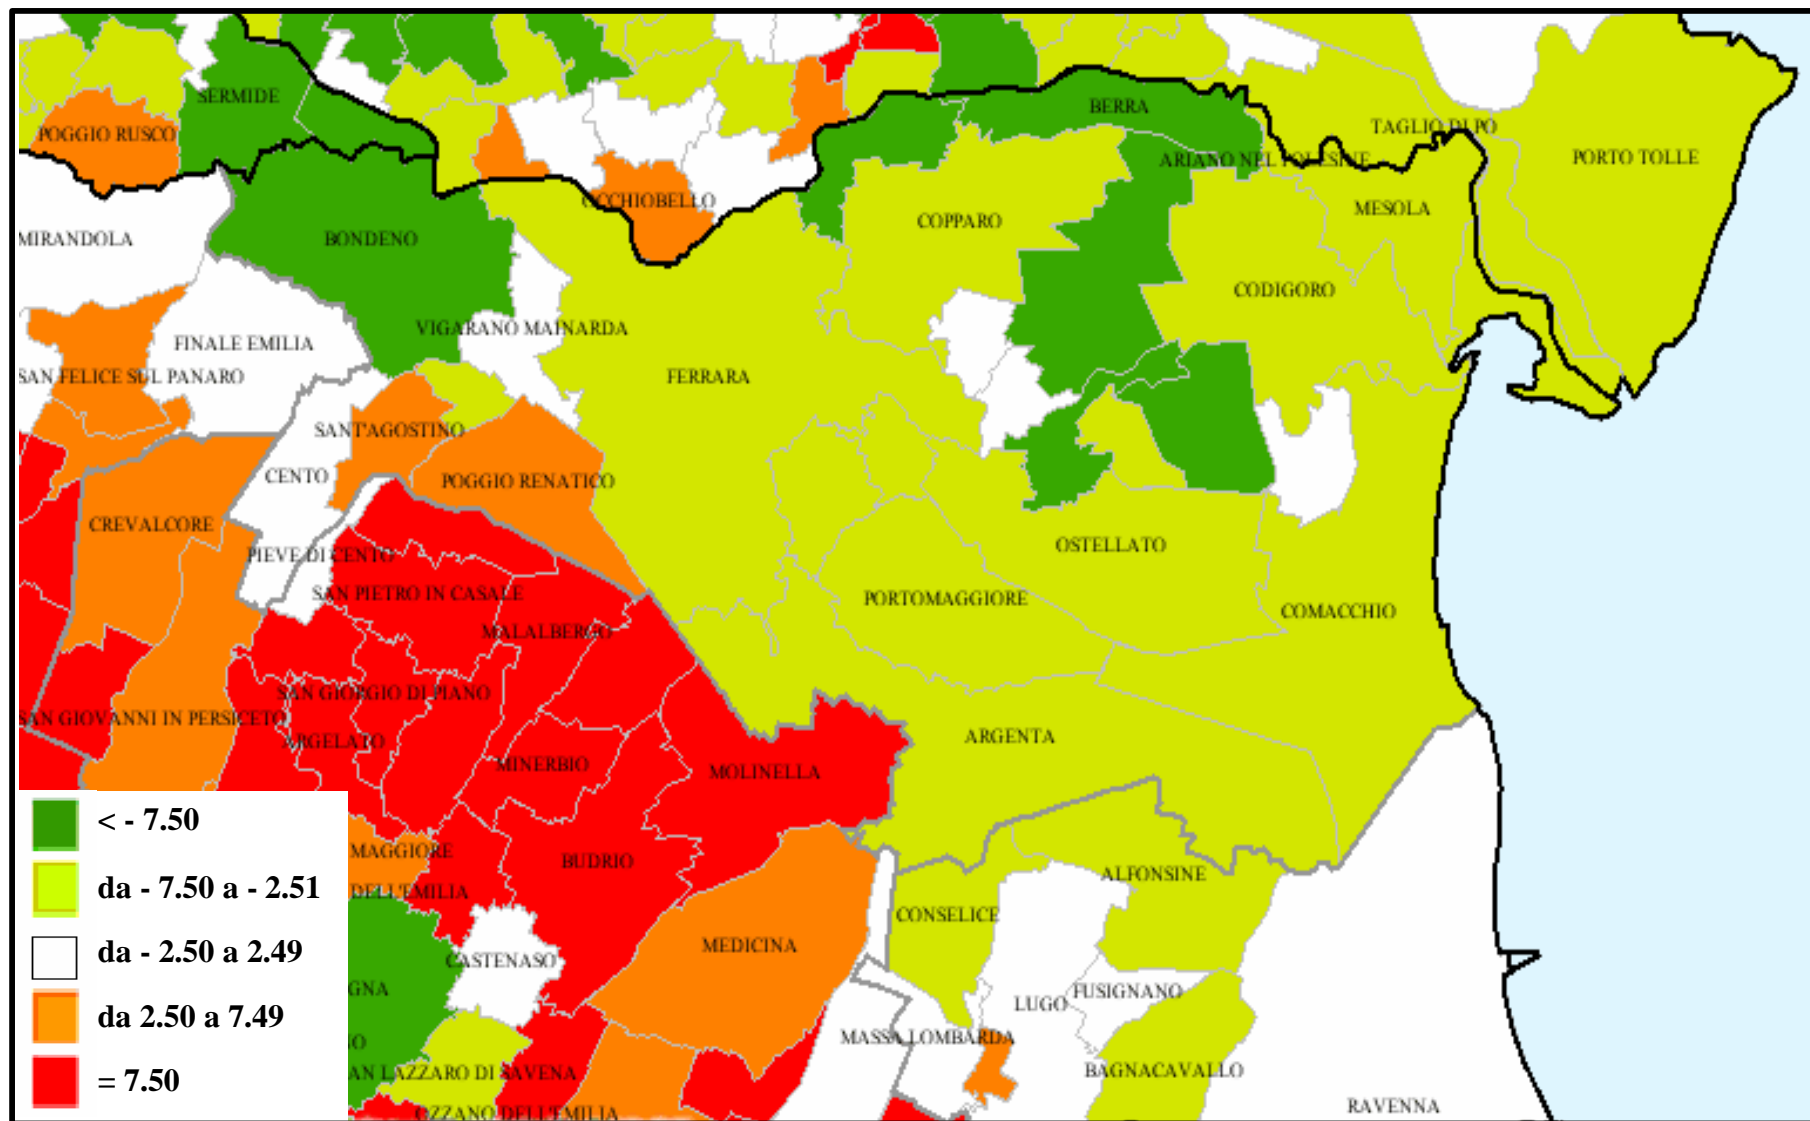 SERMIDE
BERRA
POGGIO RUSCO
TAGLIO DI PO
ARIANO NEL POLESINE
PORTO TOLLE
OCCHIOBELLO
MESOLA
COPPARO
MIRANDOLA
BONDENO
CODIGORO
VIGARANO MAINARDA
FINALE EMILIA
SAN FELICE SUL PANARO
FERRARA
SANT'AGOSTINO
CENTO
POGGIO RENATICO
CREVALCORE
OSTELLATO
PIEVE DI CENTO
SAN PIETRO IN CASALE
PORTOMAGGIORE
COMACCHIO
MALALBERGO
SAN GIORGIO DI PIANO
SAN GIOVANNI IN PERSICETO
ARGELATO
ARGENTA
MINERBIO
MOLINELLA
< - 7.50
MAGGIORE
BUDRIO
ALFONSINE
da - 7.50 a - 2.51
DELL'EMILIA
CONSELICE
da - 2.50 a 2.49
CASTENASO
MEDICINA
GNA
FUSIGNANO
LUGO
da 2.50 a 7.49
NO
MASSA LOMBARDA
= 7.50
AN LAZZARO DI SAVENA
BAGNACAVALLO
OZZANO DELL'EMILIA
RAVENNA